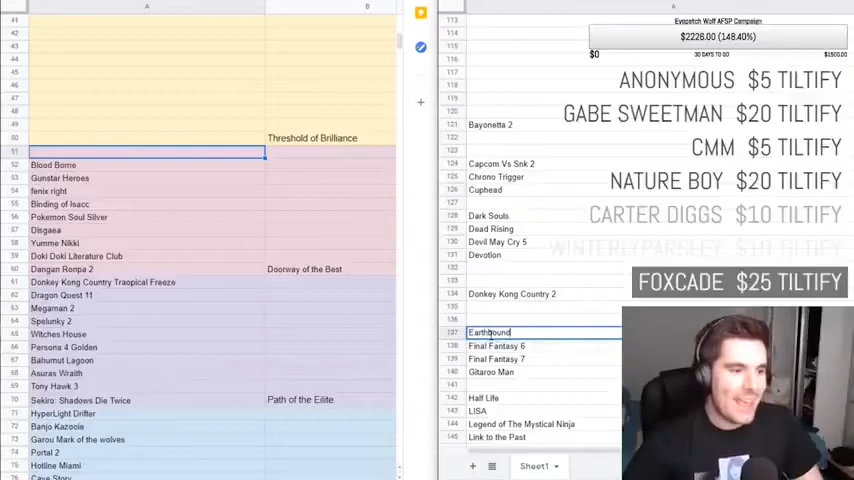 A
41
42
43
44
45
46
47
48
49
50 Threshold of Brilliance
51
52 Blood Borne
53 Gunstar Heroes
54 fenix right
55 Binding of Isacc
56 Pokemon Soul Silver
57 Disgaea
58 Yumme Nikki
59 Doki Doki Literature Club
60 Dangan Ronpa 2 Doorway of the Best
61 Donkey Kong Country Traopical Freeze
62 Dragon Quest 11
63 Megaman 2
64 Spelunky 2
65 Witches House
66 Persona 4 Golden
67 Bahumut Lagoon
68 Asuras Wraith
69 Tony Hawk 3
70 Sekiro: Shadows Die Twice Path of the Eilite
71 HyperLight Drifter
72 Banjo Kazooie
73 Garou Mark of the wolves
74 Portal 2
75 Hotline Miami
76 Cave Story
B
A
113
114
115
116
117
118
119
120
121 Bayonetta 2
122
123
124 Capcom Vs Snk 2
125 Chrono Trigger
126 Cuphead
127
128 Dark Souls
129 Dead Rising
130 Devil May Cry 5
131 Devotion
132
133
134 Donkey Kong Country 2
135
136
137 Earthbound
138 Final Fantasy 6
139 Final Fantasy 7
140 Gitaroo Man
141
142 Half Life
143 LISA
144 Legend of The Mystical Ninja
145 Link to the Past
Sheet1
Eyepatch Wolf AFSP Campaign
$2226.00 (148.40%)
$0 30 DAYS TO GO $1500.00
ANONYMOUS $5 TILTIFY
GABE SWEETMAN $20 TILTIFY
CMM $5 TILTIFY
NATURE BOY $20 TILTIFY
CARTER DIGGS $10 TILTIFY
WINTERLYPARSLEY $10 TILTIFY
FOXCADE $25 TILTIFY